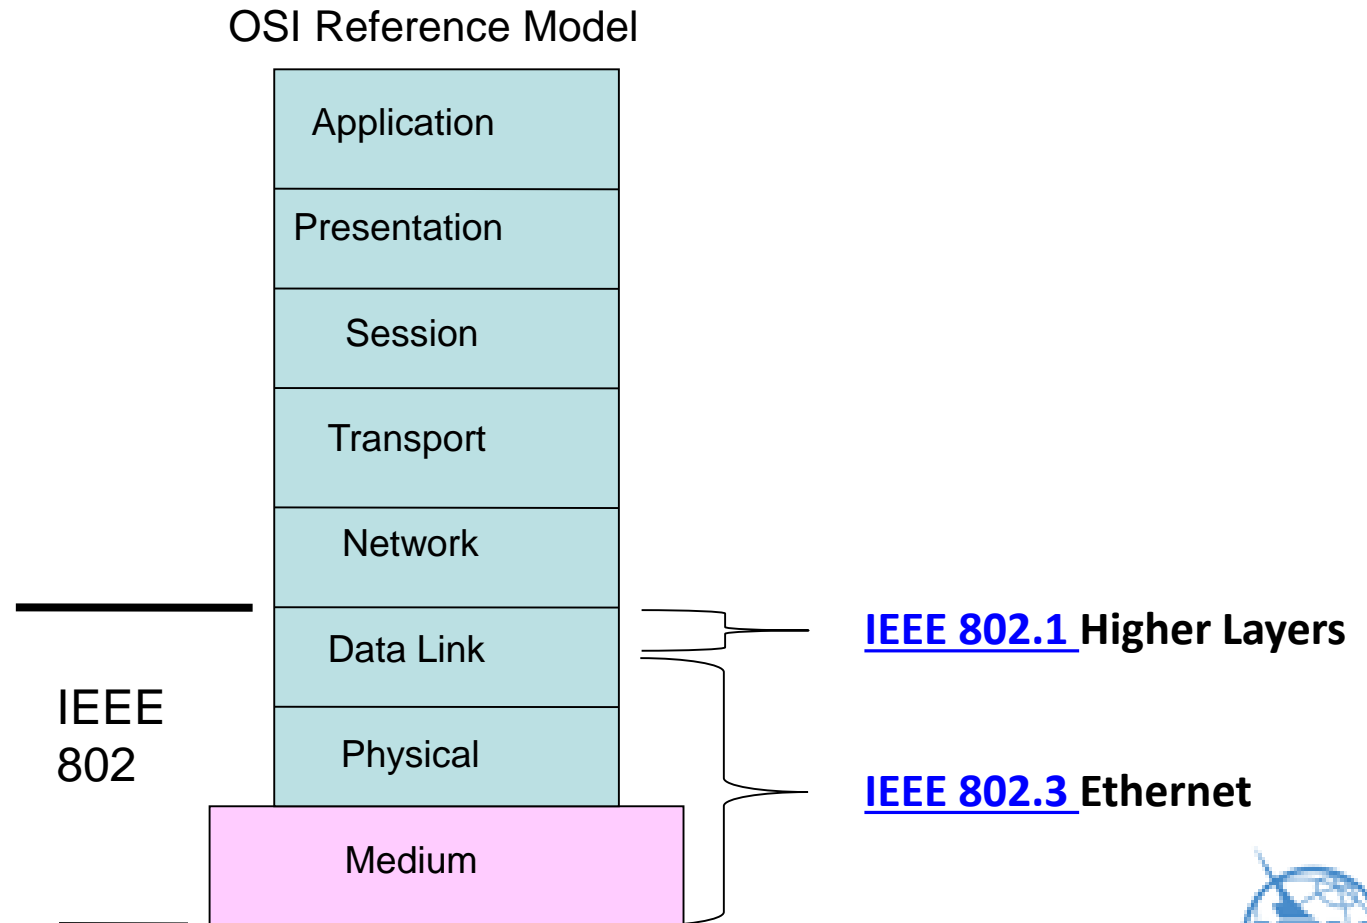 OSI Reference Model
Application
Presentation
Session
Transport
Network
Data Link
Physical
Medium
IEEE
802
IEEE 802.1 Higher Layers
IEEE 802.3 Ethernet